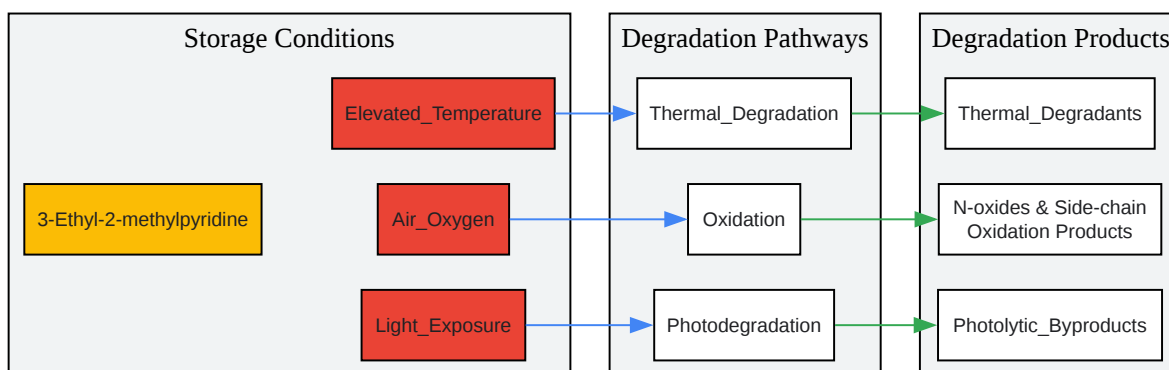 Storage Conditions
Degradation Pathways
Degradation Products
Elevated_Temperature
Thermal_Degradation
Thermal_Degradants
3-Ethyl-2-methylpyridine
Air_Oxygen
Oxidation
N-oxides & Side-chain
Oxidation Products
Light_Exposure
Photodegradation
Photolytic_Byproducts